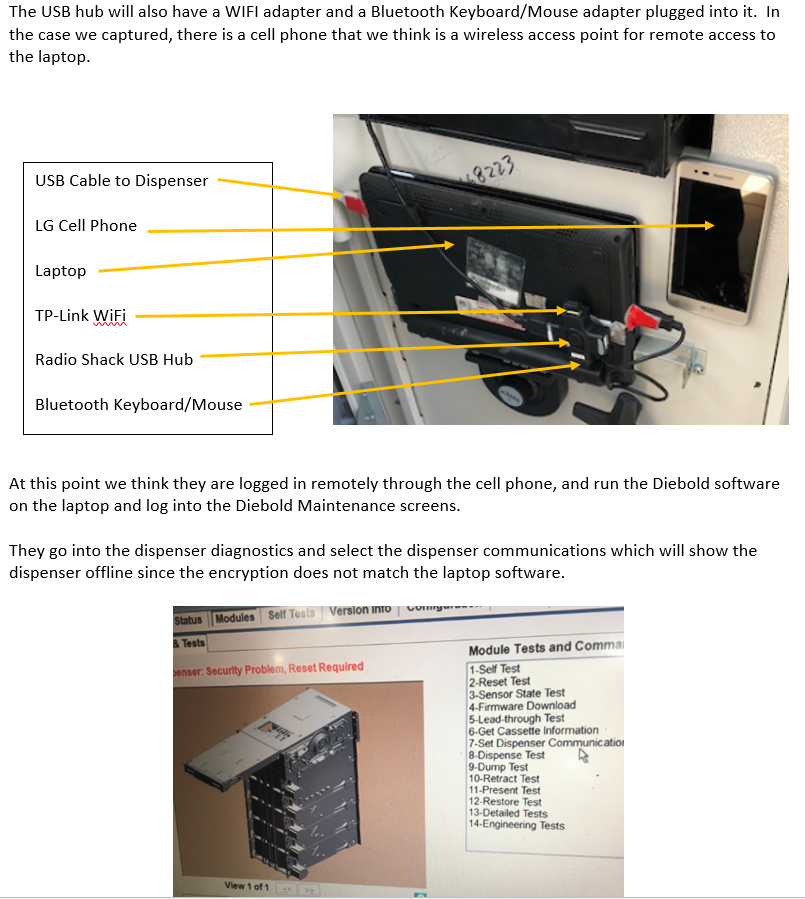 The USB hub will also have a WIFI adapter and a Bluetooth Keyboard/Mouse adapter plugged into it.  In
the case we captured, there is a cell phone that we think is a wireless access point for remote access to
the laptop.
8223
USB Cable to Dispenser
LG Cell Phone
Laptop
TP-Link WiFi
Radio Shack USB Hub
Bluetooth Keyboard/Mouse
At this point we think they are logged in remotely through the cell phone, and run the Diebold software
on the laptop and log into the Diebold Maintenance screens.
They go into the dispenser diagnostics and select the dispenser communications which will show the
dispenser offline since the encryption does not match the laptop software.
Status Modules Self Tests Version Info
& Tests
enser: Security Problem, Reset Required
Module Tests and Comma
1-Self Test
2-Reset Test
3-Sensor State Test
4-Firmware Download
5-Lead-through Test
6-Get Cassette Information
7-Set Dispenser Communication
8-Dispense Test
9-Dump Test
10-Retract Test
11-Present Test
12-Restore Test
13-Detailed Tests
14-Engineering Tests
View 1 of 1